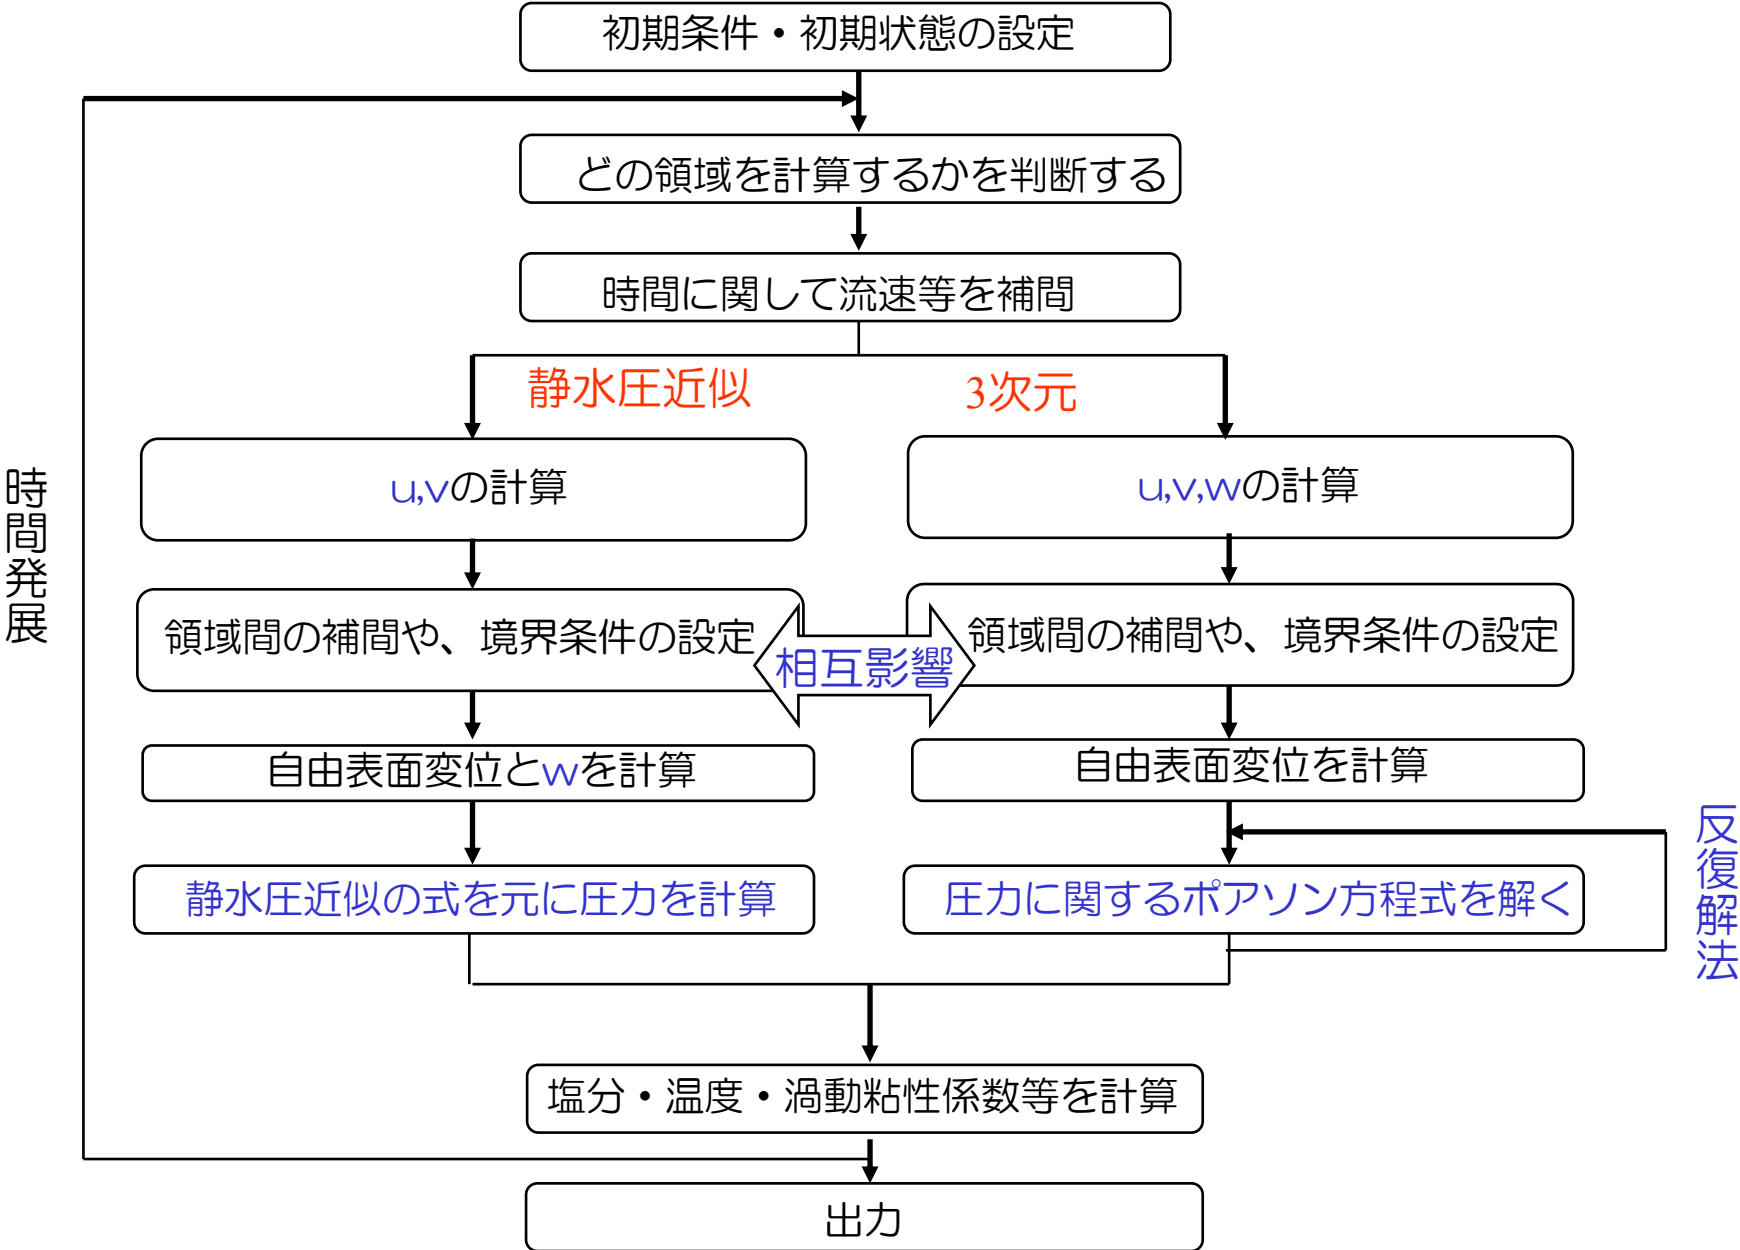 初期条件・初期状態の設定
どの領域を計算するかを判断する
時間に関して流速等を補間
静水圧近似
3次元
u,vの計算
u,v,wの計算
時間発展
領域間の補間や、境界条件の設定
相互影響
領域間の補間や、境界条件の設定
自由表面変位とwを計算
自由表面変位を計算
静水圧近似の式を元に圧力を計算
圧力に関するポアソン方程式を解く
反復解法
塩分・温度・渦動粘性係数等を計算
出力